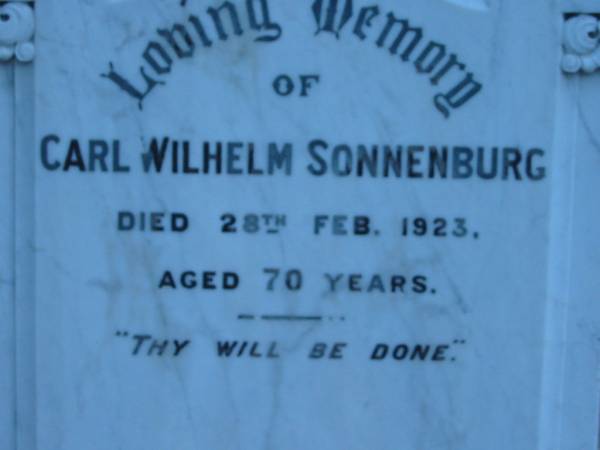 Loving Memory
OF
CARL WILHELM SONNENBURG
DIED 28TH FEB. 1923.
AGED 70 YEARS.
"THY WILL BE DONE."